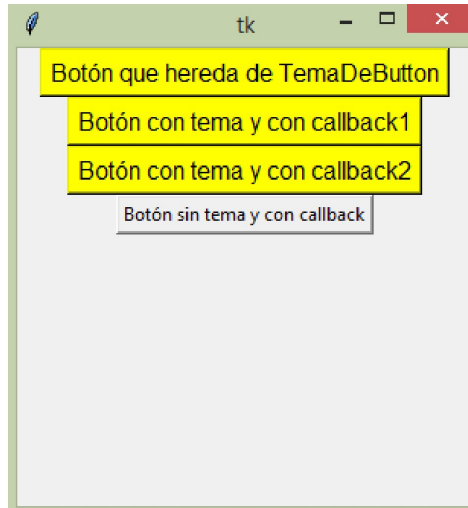 tk
Botón que hereda de TemaDeButton
Botón con tema y con callback1
Botón con tema y con callback2
Botón sin tema y con callback